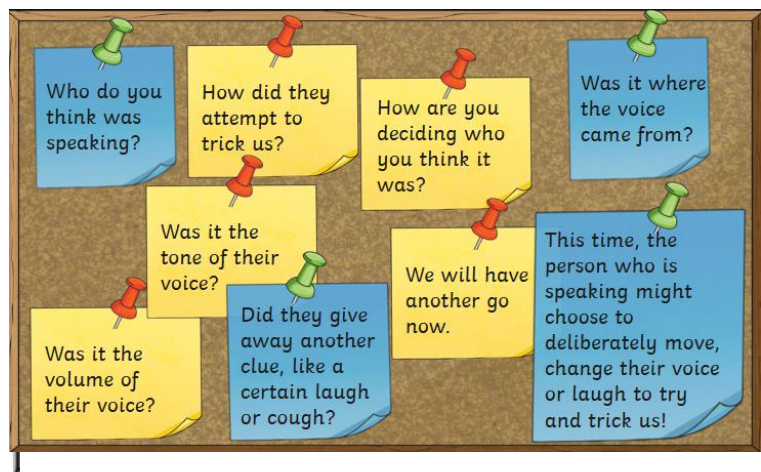 Who do you
think was
speaking?
How did they
attempt to
trick us?
How are you
deciding who
you think it
was?
Was it where
the voice
came from?
Was it the
tone of their
voice?
Was it the
volume of
their voice?
Did they give
away another
clue, like a
certain laugh
or cough?
We will have
another go
now.
This time, the
person who is
speaking might
choose to
deliberately move,
change their voice
or laugh to try
and trick us!